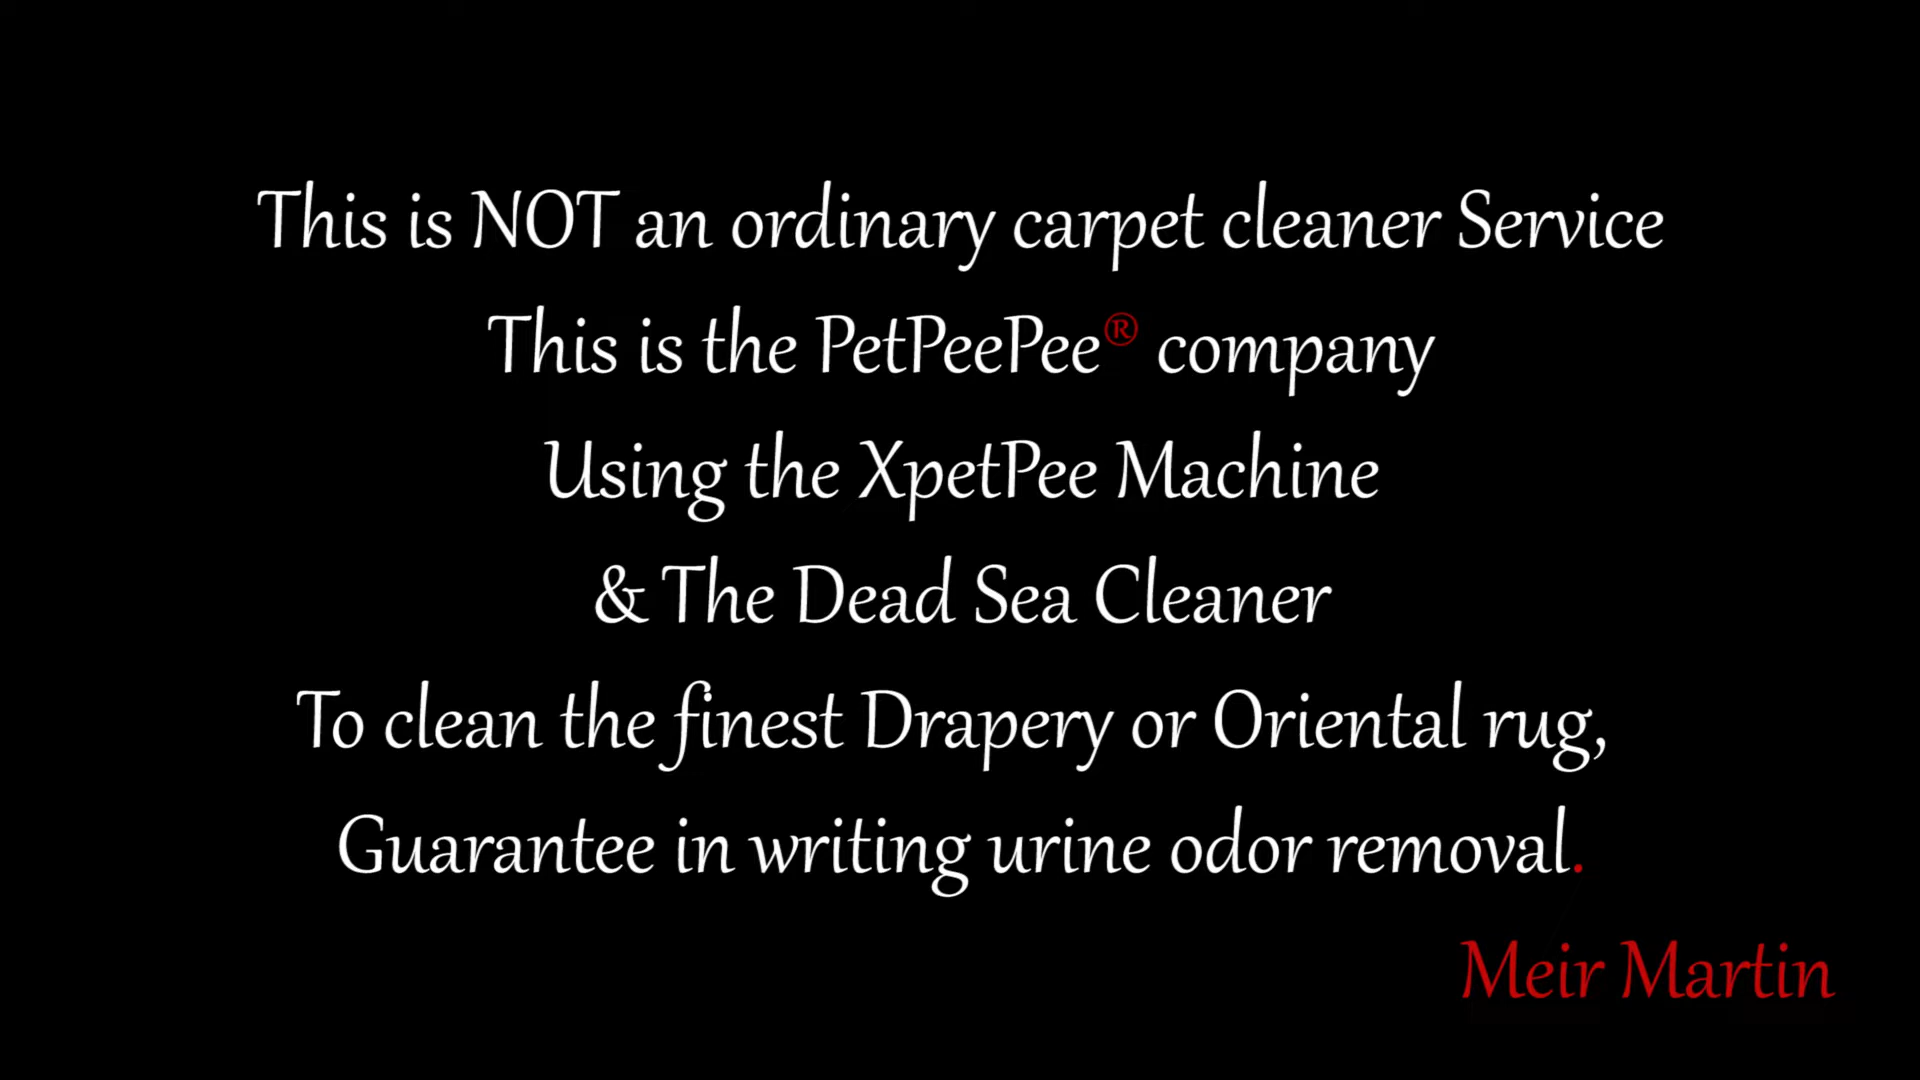 This is NOT an ordinary carpet cleaner Service
This is the PetPeePee® company
Using the XpetPee Machine
& The Dead Sea Cleaner
To clean the finest Drapery or Oriental rug,
Guarantee in writing urine odor removal.
Meir Martin